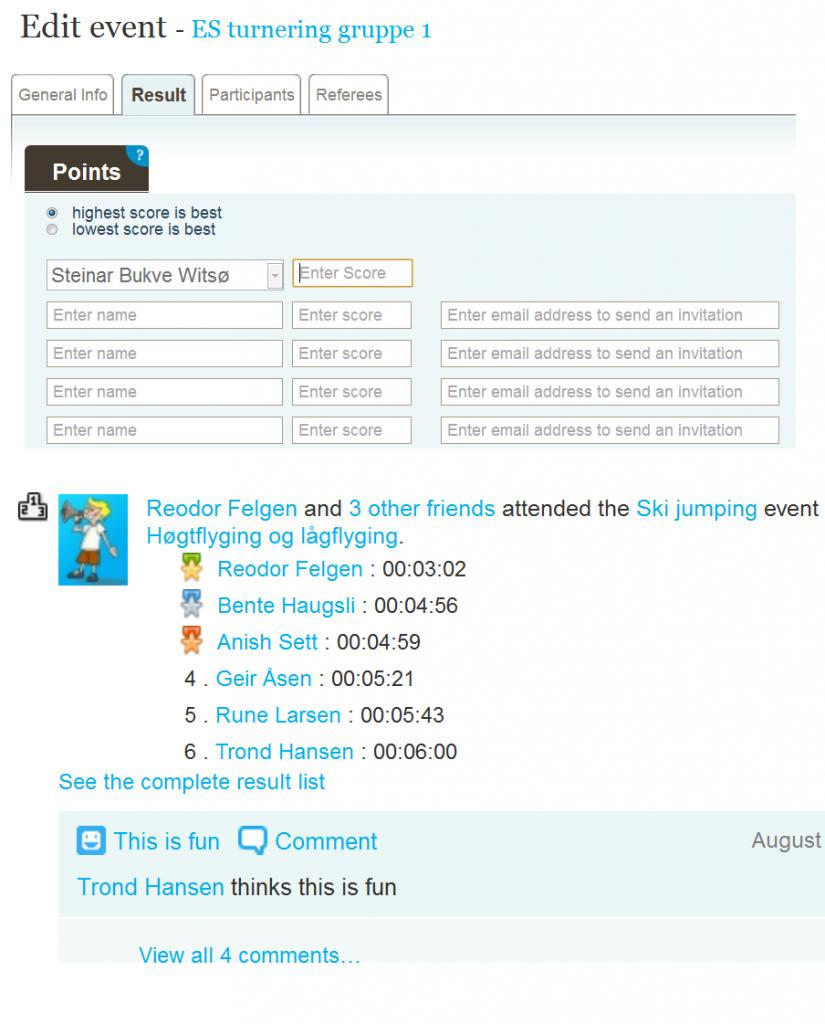 Edit event - ES turnering gruppe 1
General Info Result Participants Referees
Points ?
highest score is best
lowest score is best
Steinar Bukve Witsø Enter Score
Enter name Enter score Enter email address to send an invitation
Enter name Enter score Enter email address to send an invitation
Enter name Enter score Enter email address to send an invitation
Enter name Enter score Enter email address to send an invitation
1 2 3 Reodor Felgen and 3 other friends attended the Ski jumping event
Høgtflyging og lågflyging.
Reodor Felgen : 00:03:02
Bente Haugsli : 00:04:56
Anish Sett : 00:04:59
4 . Geir Åsen : 00:05:21
5 . Rune Larsen : 00:05:43
6 . Trond Hansen : 00:06:00
See the complete result list
This is fun Comment August
Trond Hansen thinks this is fun
View all 4 comments...